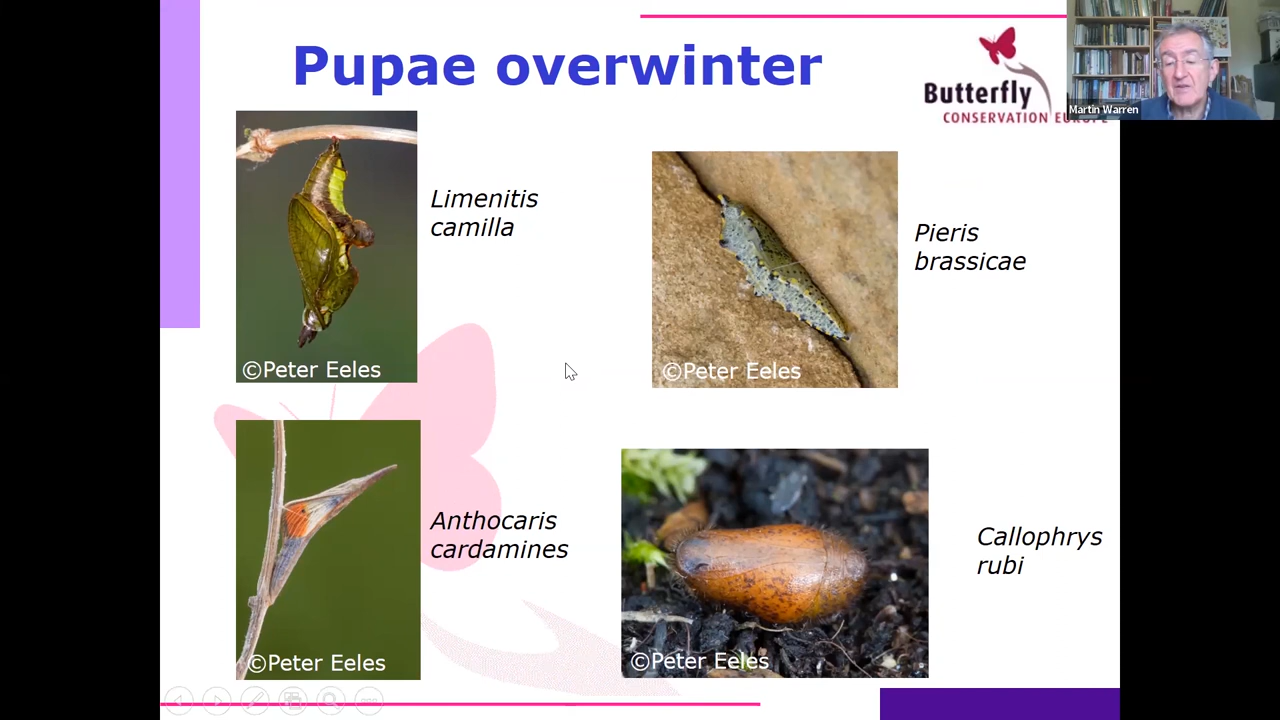 Pupae overwinter
Butterfly
CONSERVATION EUROPE
Martin Warren
Limenitis
camilla
©Peter Eeles
Pieris
brassicae
©Peter Eeles
Anthocaris
cardamines
©Peter Eeles
Callophrys
rubi
©Peter Eeles